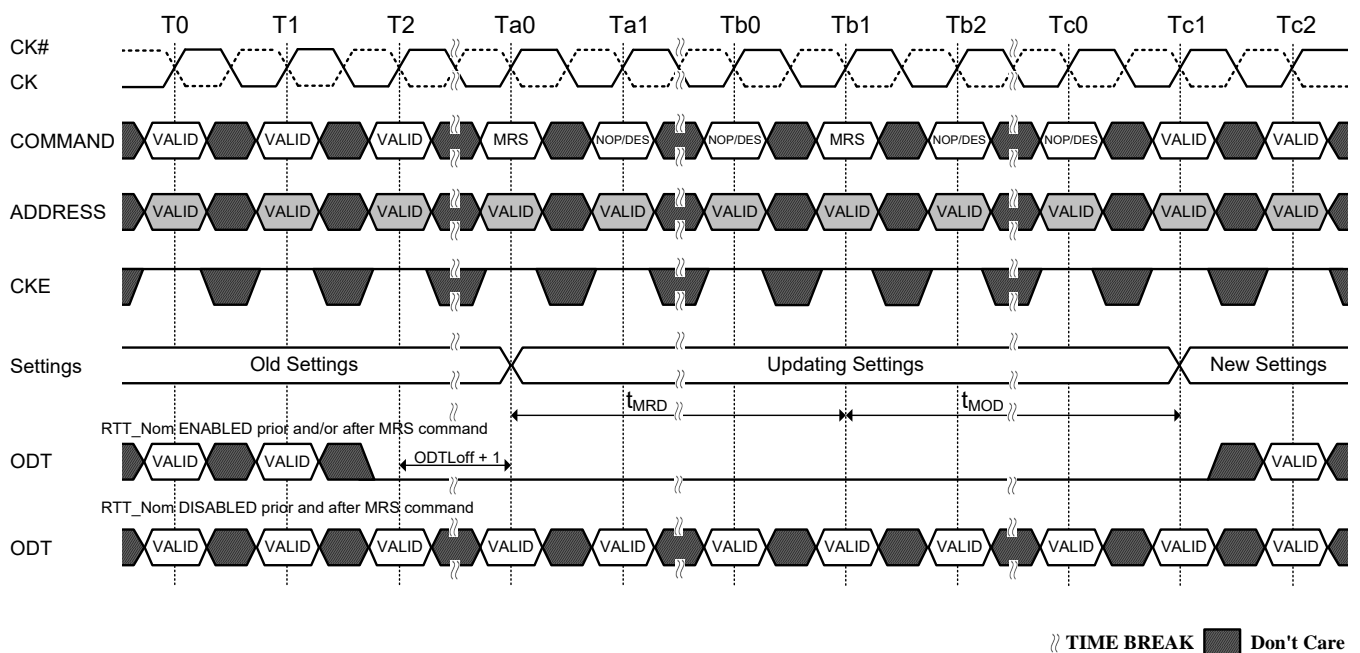 T0 T1 T2 Ta0 Ta1 Tb0 Tb1 Tb2 Tc0 Tc1 Tc2
CK#
CK
COMMAND VALID VALID VALID MRS NOP/DES NOP/DES MRS NOP/DES NOP/DES VALID VALID
ADDRESS VALID VALID VALID VALID VALID VALID VALID VALID VALID VALID VALID
CKE
Settings Old Settings Updating Settings New Settings
tMRD tMOD
RTT_Nom ENABLED prior and/or after MRS command
ODT VALID VALID ODTLoff + 1 VALID
RTT_Nom DISABLED prior and after MRS command
ODT VALID VALID VALID VALID VALID VALID VALID VALID VALID VALID VALID
TIME BREAK Don't Care